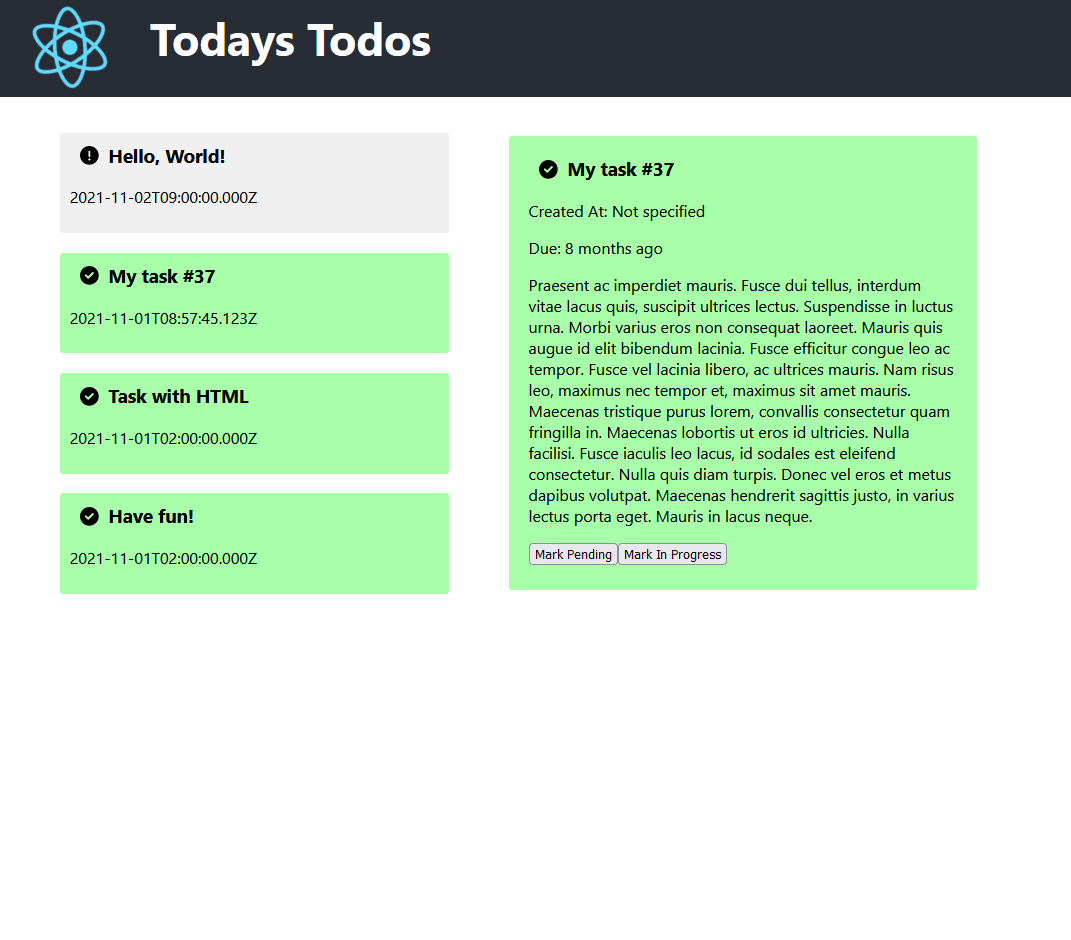 Todays Todos
Hello, World!
2021-11-02T09:00:00.000Z
My task #37
2021-11-01T08:57:45.123Z
Task with HTML
2021-11-01T02:00:00.000Z
Have fun!
2021-11-01T02:00:00.000Z
My task #37
Created At: Not specified
Due: 8 months ago
Praesent ac imperdiet mauris. Fusce dui tellus, interdum
vitae lacus quis, suscipit ultrices lectus. Suspendisse in luctus
urna. Morbi varius eros non consequat laoreet. Mauris quis
augue id elit bibendum lacinia. Fusce efficitur congue leo ac
tempor. Fusce vel lacinia libero, ac ultrices mauris. Nam risus
leo, maximus nec tempor et, maximus sit amet mauris.
Maecenas tristique purus lorem, convallis consectetur quam
fringilla in. Maecenas lobortis ut eros id ultricies. Nulla
facilisi. Fusce iaculis leo lacus, id sodales est eleifend
consectetur. Nulla quis diam turpis. Donec vel eros et metus
dapibus volutpat. Maecenas hendrerit sagittis justo, in varius
lectus porta eget. Mauris in lacus neque.
Mark Pending Mark In Progress